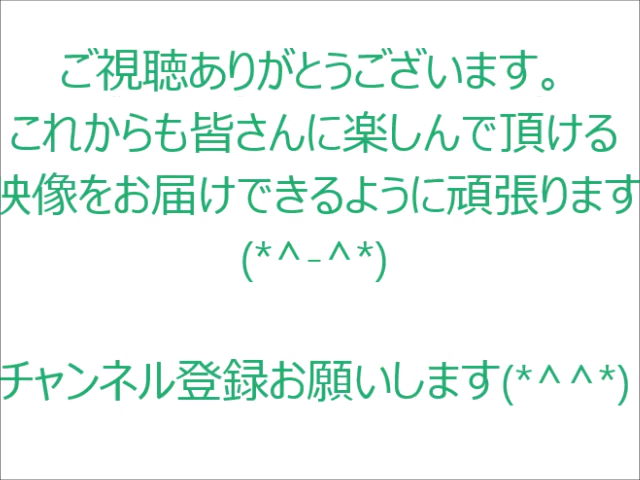 ご視聴ありがとうございます。
これからも皆さんに楽しんで頂ける
映像をお届けできるように頑張ります
(*^-^*)
チャンネル登録お願いします(*^^*)